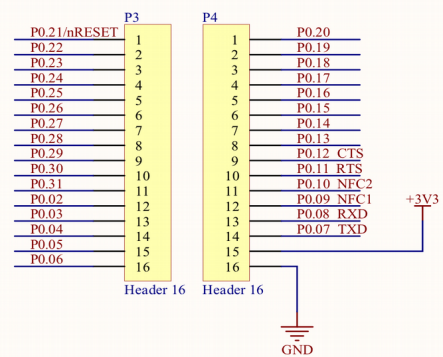 P3
P0.21/nRESET 1
P0.22 2
P0.23 3
P0.24 4
P0.25 5
P0.26 6
P0.27 7
P0.28 8
P0.29 9
P0.30 10
P0.31 11
P0.02 12
P0.03 13
P0.04 14
P0.05 15
P0.06 16
Header 16
P4
1 P0.20
2 P0.19
3 P0.18
4 P0.17
5 P0.16
6 P0.15
7 P0.14
8 P0.13
9 P0.12 CTS
10 P0.11 RTS
11 P0.10 NFC2
12 P0.09 NFC1
13 P0.08 RXD
14 P0.07 TXD
15
16
Header 16
+3V3
GND